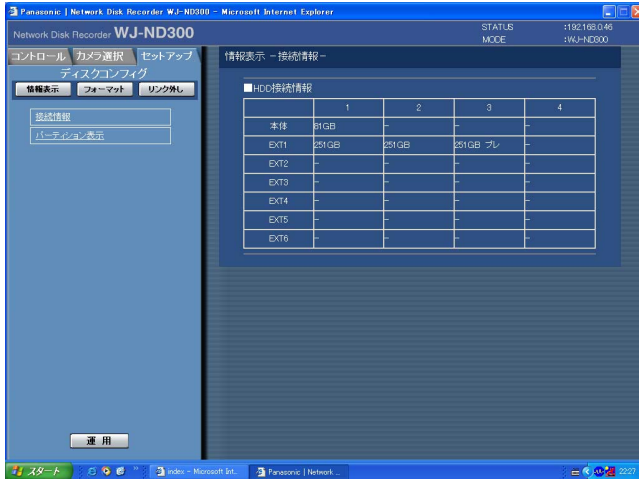 Panasonic | Network Disk Recorder WJ-ND300 - Microsoft Internet Explorer
Network Disk Recorder WJ-ND300
STATUS :192.168.0.46
MODE :WJ-ND300
コントロール カメラ選択 セットアップ
ディスクコンフィグ
情報表示 フォーマット リンク外し
接続情報
パーティション表示
情報表示 －接続情報－
■HDD接続情報
1 2 3 4
本体 81GB - - -
EXT1 251GB 251GB 251GB プレ -
EXT2 - - - -
EXT3 - - - -
EXT4 - - - -
EXT5 - - - -
EXT6 - - - -
運 用
スタート index - Microsoft Int... Panasonic | Network ... 22:27